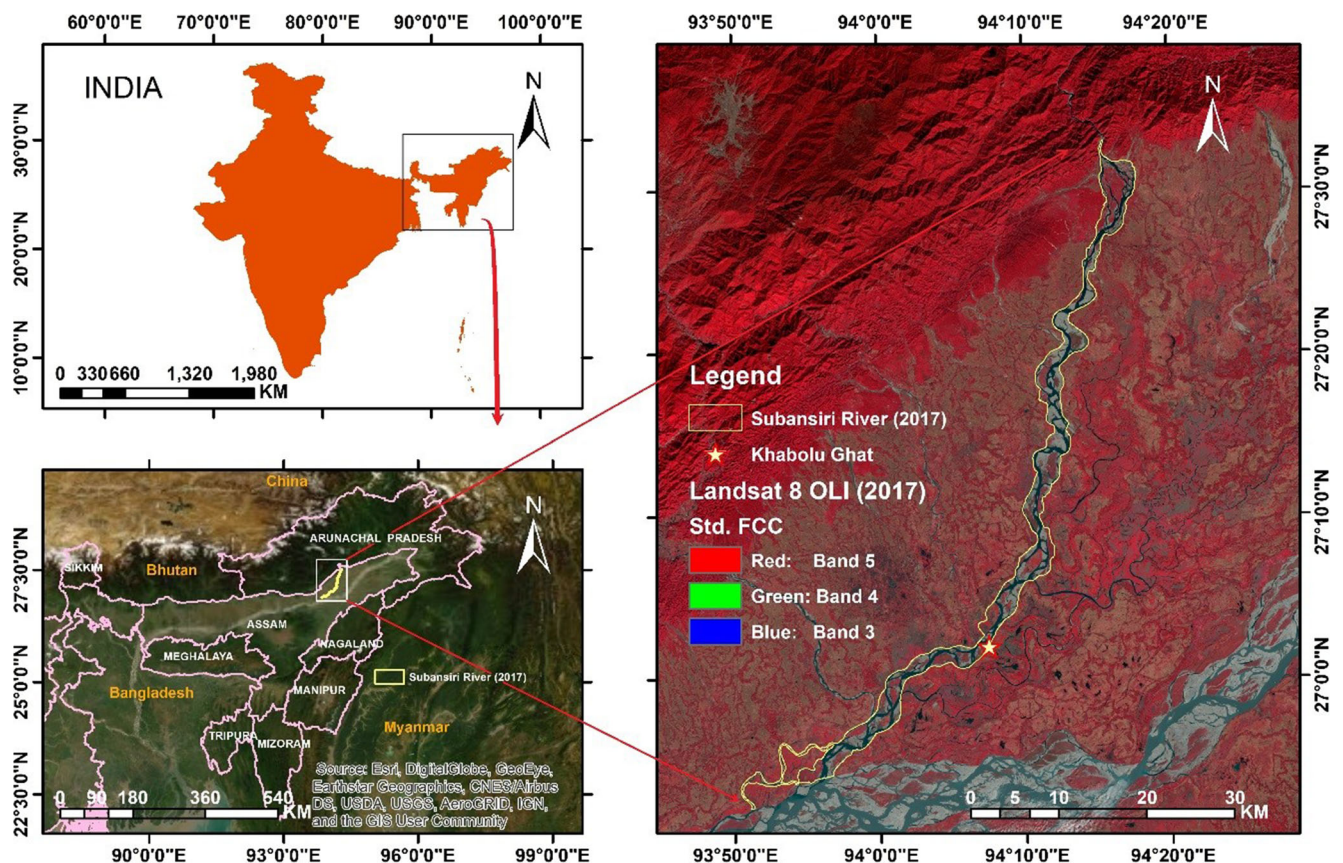 60°0'0"E 70°0'0"E 80°0'0"E 90°0'0"E 100°0'0"E
INDIA
N
30°0'0"N
20°0'0"N
10°0'0"N
0 330 660 1,320 1,980
KM
China
N
ARUNACHAL PRADESH
SIKKIM
Bhutan
27°30'0"N
ASSAM
NAGALAND
MEGHALAYA
Subansiri River (2017)
25°0'0"N
Bangladesh
MANIPUR
Myanmar
TRIPURA
MIZORAM
Source: Esri, DigitalGlobe, GeoEye,
Earthstar Geographics, CNES/Airbus
DS, USDA, USGS, AeroGRID, IGN,
and the GIS User Community
0 90 180 360 540
KM
22°30'0"N
90°0'0"E 93°0'0"E 96°0'0"E 99°0'0"E
93°50'0"E 94°0'0"E 94°10'0"E 94°20'0"E
N
27°30'0"N
27°20'0"N
27°10'0"N
27°0'0"N
Legend
Subansiri River (2017)
Khabolu Ghat
Landsat 8 OLI (2017)
Std. FCC
Red: Band 5
Green: Band 4
Blue: Band 3
0 5 10 20 30
KM
93°50'0"E 94°0'0"E 94°10'0"E 94°20'0"E